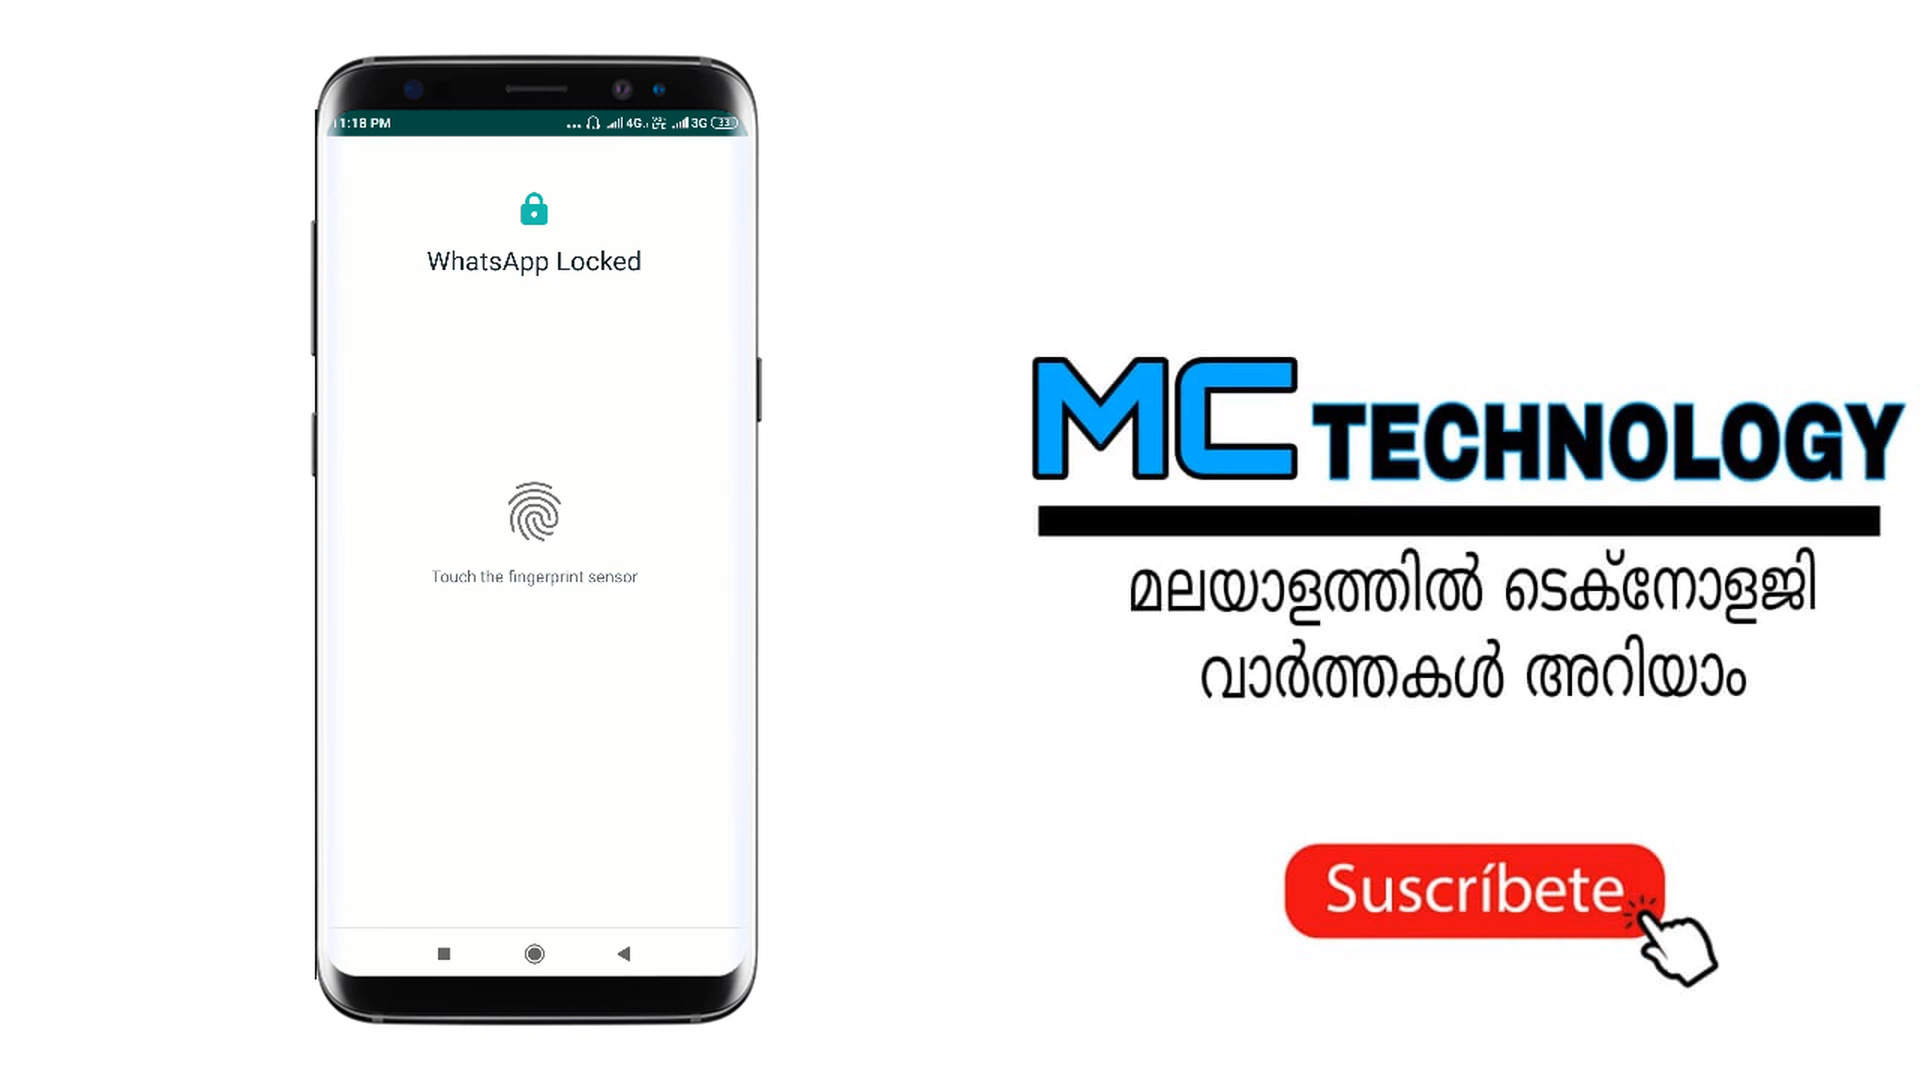 1:18 PM
... 4G 3G 33
WhatsApp Locked
Touch the fingerprint sensor
MC TECHNOLOGY
മലയാളത്തിൽ ടെക്നോളജി
വാർത്തകൾ അറിയാം
Suscríbete